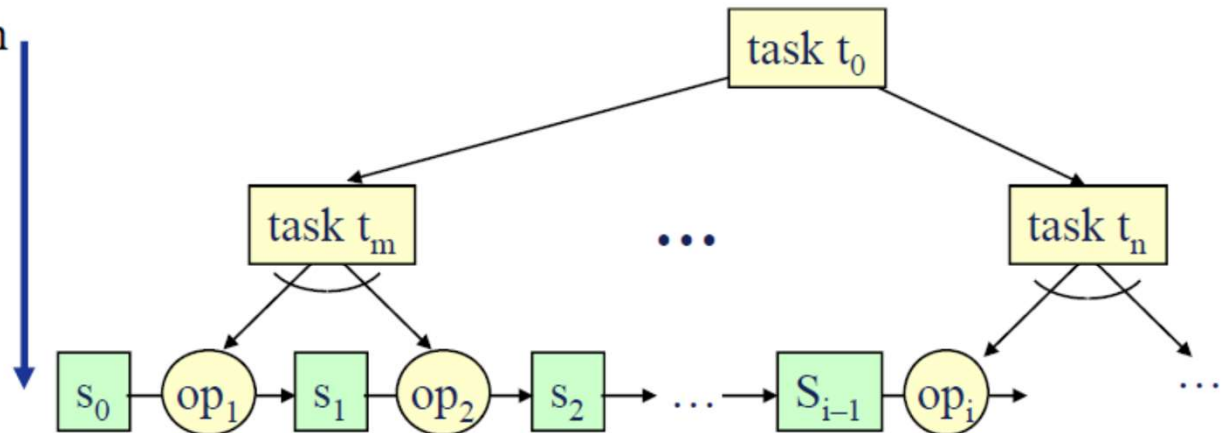 task t₀
task tₘ ... task tₙ
s₀ op₁ s₁ op₂ s₂ ... Sᵢ₋₁ opᵢ ...